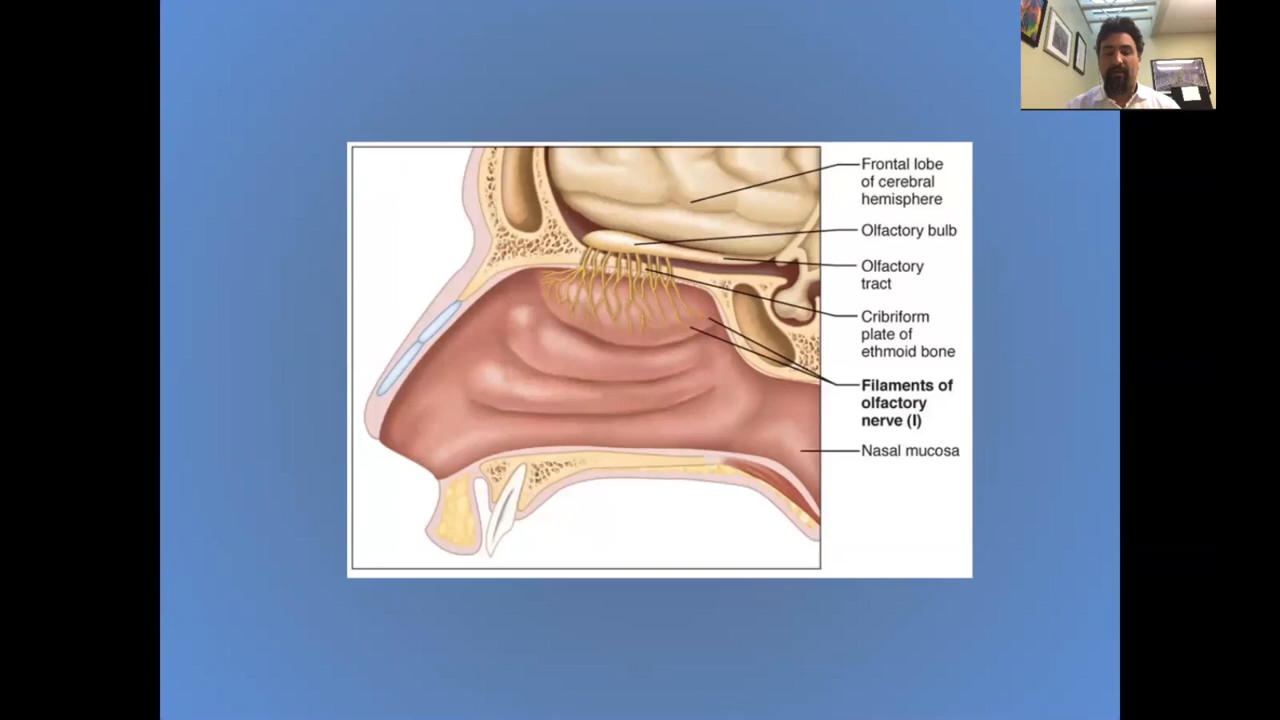 Frontal lobe
of cerebral
hemisphere
Olfactory bulb
Olfactory
tract
Cribriform
plate of
ethmoid bone
Filaments of
olfactory
nerve (I)
Nasal mucosa